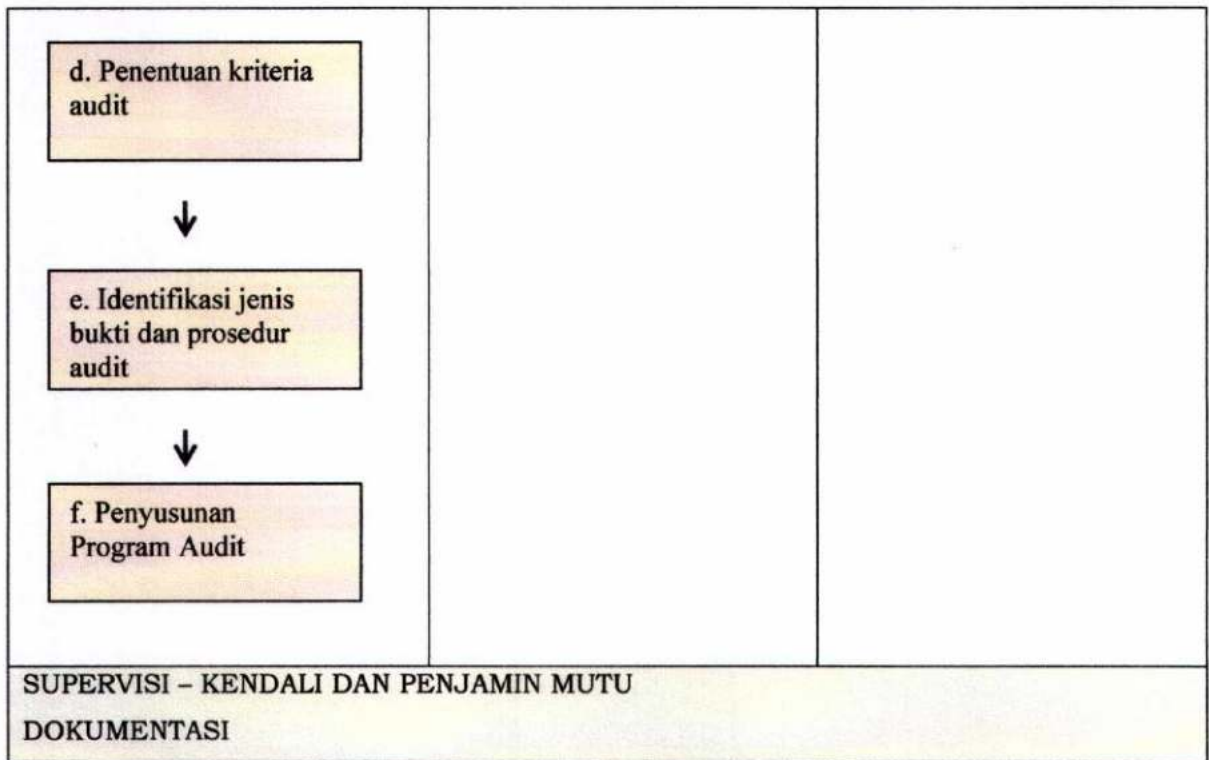 d. Penentuan kriteria
audit
e. Identifikasi jenis
bukti dan prosedur
audit
f. Penyusunan
Program Audit
SUPERVISI – KENDALI DAN PENJAMIN MUTU
DOKUMENTASI